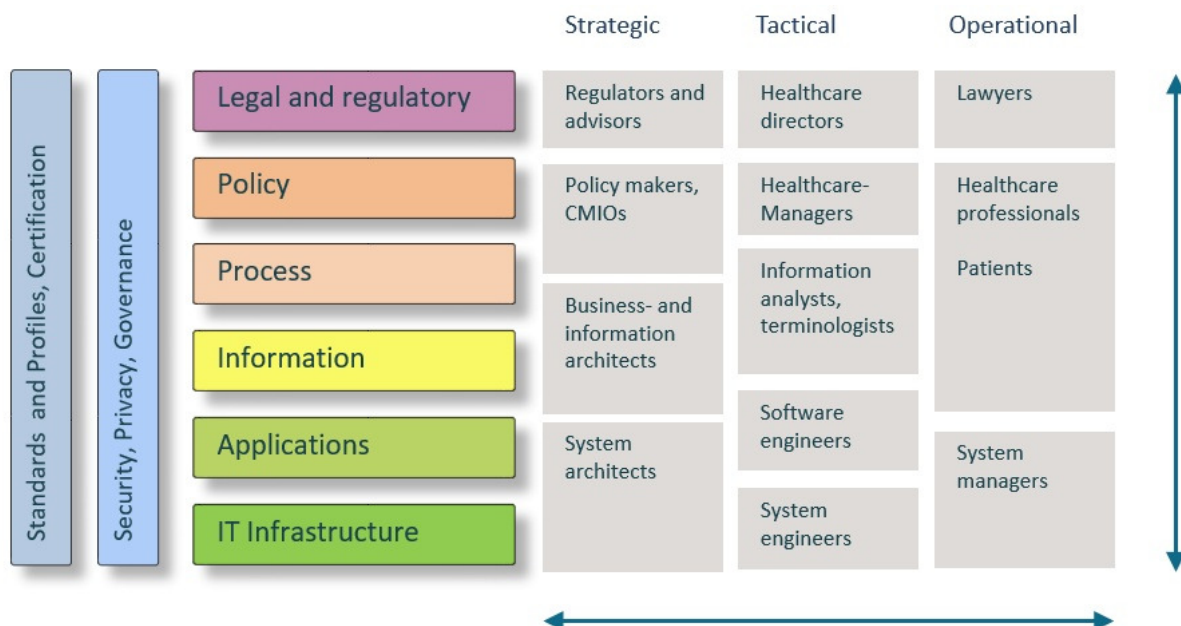 Strategic
Tactical
Operational
Standards and Profiles, Certification
Security, Privacy, Governance
Legal and regulatory
Regulators and
advisors
Healthcare
directors
Lawyers
Policy
Policy makers,
CMIOs
Healthcare-
Managers
Healthcare
professionals
Patients
Process
Information
analysts,
terminologists
Business- and
information
architects
Information
Applications
System
architects
Software
engineers
System
managers
IT Infrastructure
System
engineers